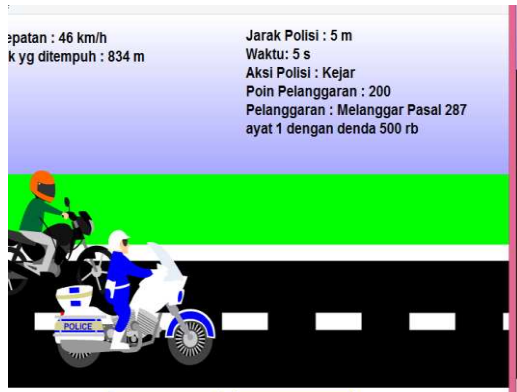 epatan : 46 km/h
k yg ditempuh : 834 m
Jarak Polisi : 5 m
Waktu: 5 s
Aksi Polisi : Kejar
Poin Pelanggaran : 200
Pelanggaran : Melanggar Pasal 287
ayat 1 dengan denda 500 rb
POLICE